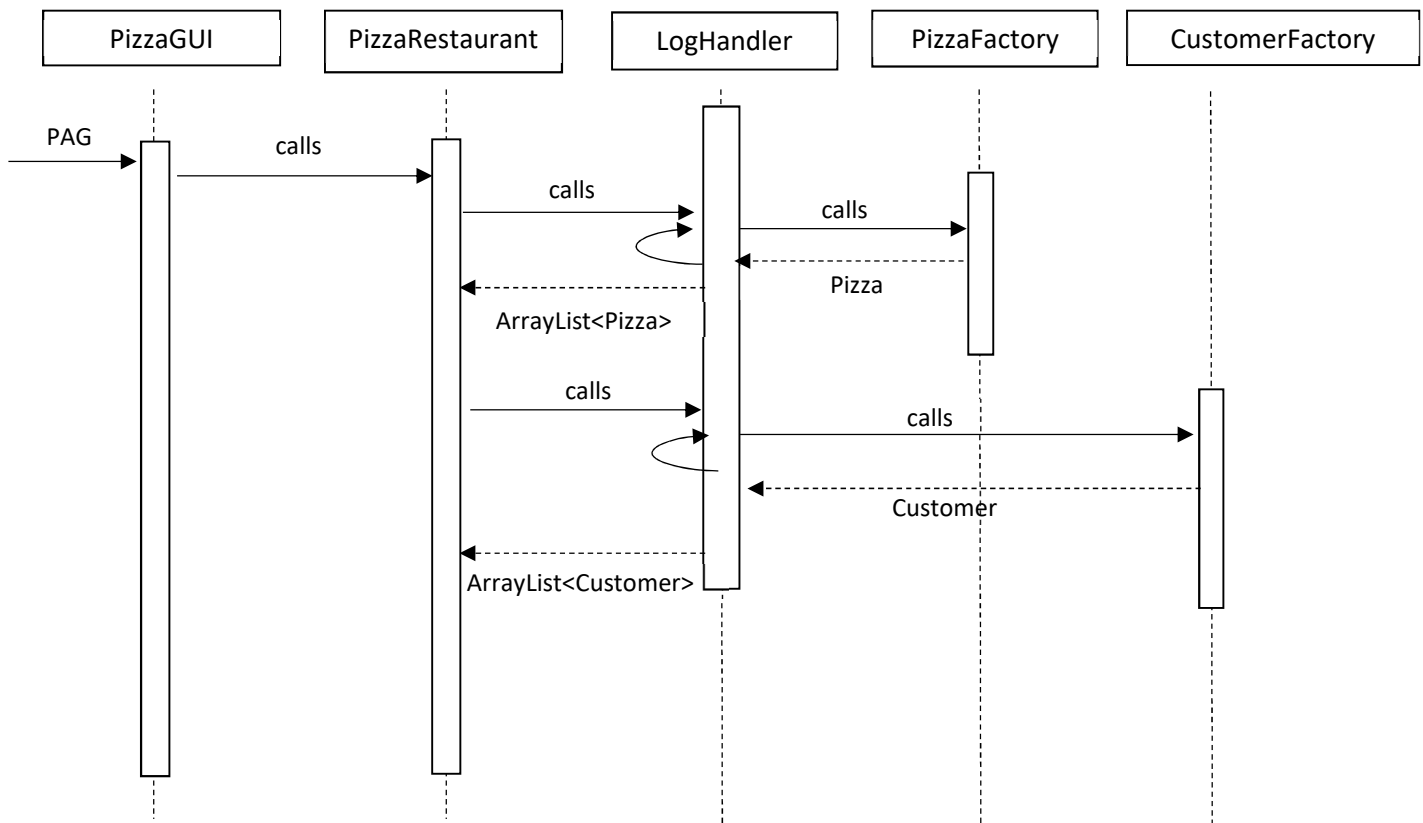 PizzaGUI
PizzaRestaurant
LogHandler
PizzaFactory
CustomerFactory
PAG
calls
calls
calls
Pizza
ArrayList<Pizza>
calls
calls
Customer
ArrayList<Customer>